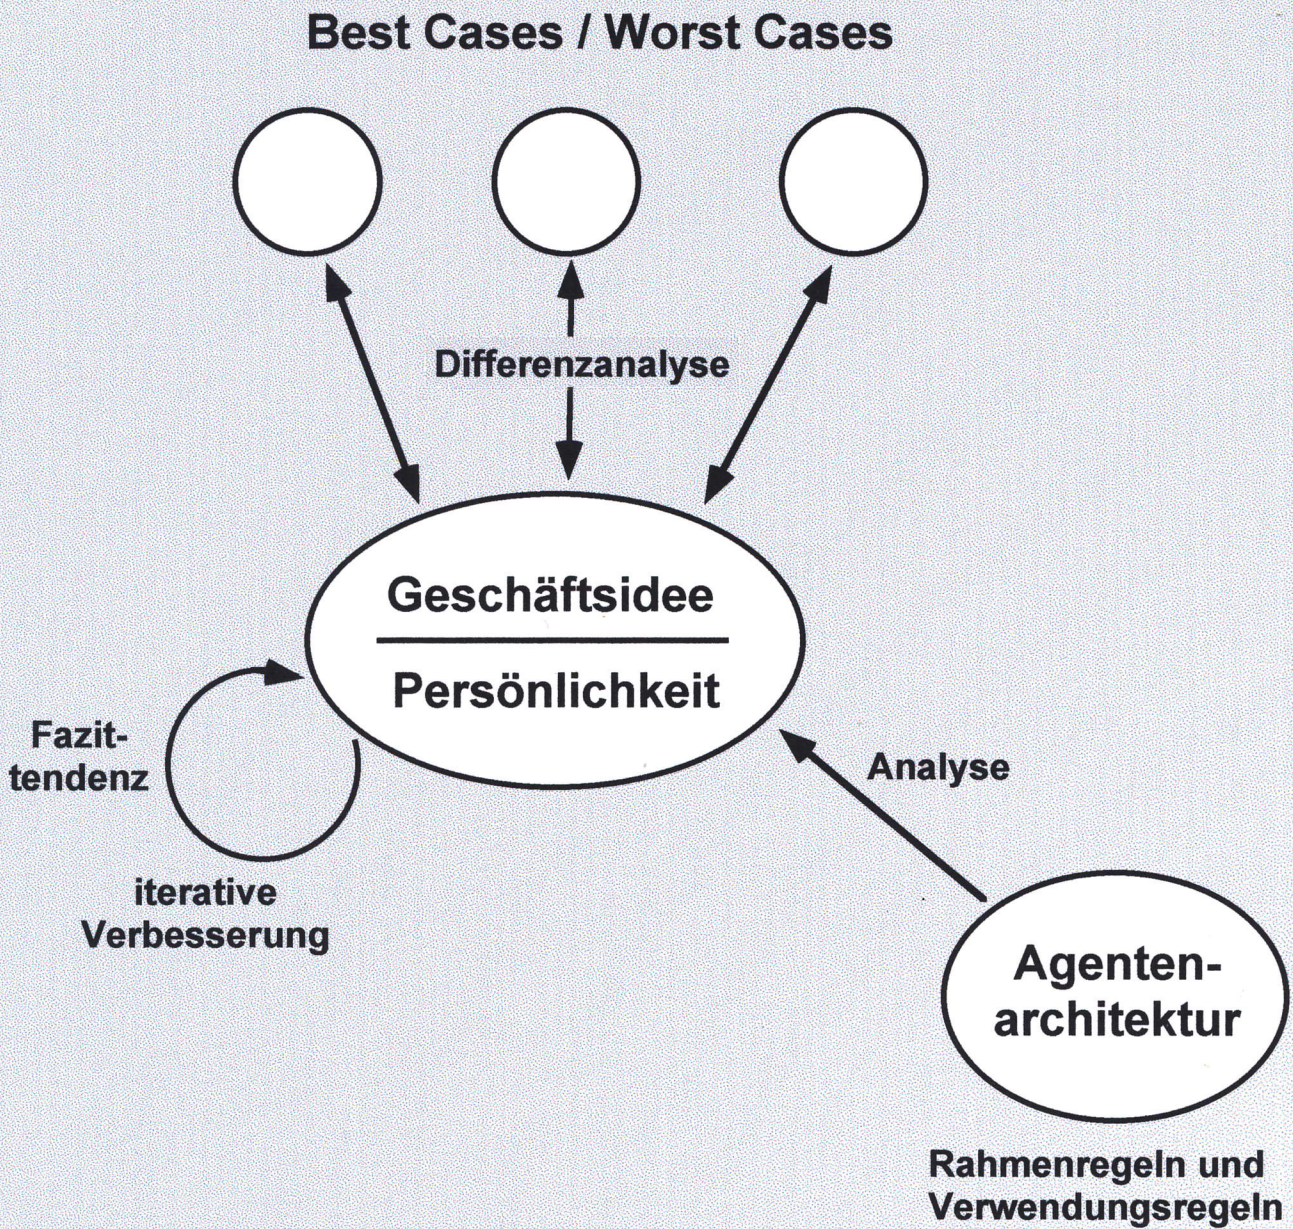 Best Cases / Worst Cases
Differenzanalyse
Geschäftsidee
Persönlichkeit
Fazit-
tendenz
iterative
Verbesserung
Analyse
Agenten-
architektur
Rahmenregeln und
Verwendungsregeln